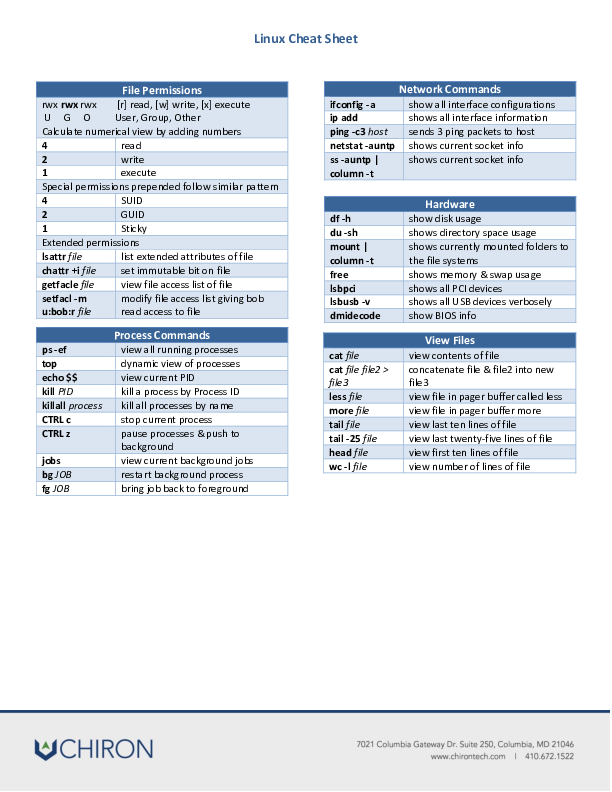 Linux Cheat Sheet
File Permissions
rwx rwx rwx [r] read, [w] write, [x] execute
U G O User, Group, Other
Calculate numerical view by adding numbers
4 read
2 write
1 execute
Special permissions prepended follow similar pattern
4 SUID
2 GUID
1 Sticky
Extended permissions
lsattr file list extended attributes of file
chattr +i file set immutable bit on file
getfacle file view file access list of file
setfacl -m modify file access list giving bob
u:bob:r file read access to file
Process Commands
ps -ef view all running processes
top dynamic view of processes
echo $$ view current PID
kill PID kill a process by Process ID
killall process kill all processes by name
CTRL c stop current process
CTRL z pause processes & push to
background
jobs view current background jobs
bg JOB restart background process
fg JOB bring job back to foreground
Network Commands
ifconfig -a show all interface configurations
ip add shows all interface information
ping -c3 host sends 3 ping packets to host
netstat -auntp shows current socket info
ss -auntp | shows current socket info
column -t
Hardware
df -h show disk usage
du -sh shows directory space usage
mount | shows currently mounted folders to
column -t the file systems
free shows memory & swap usage
lsbpci shows all PCI devices
lsbusb -v shows all USB devices verbosely
dmidecode show BIOS info
View Files
cat file view contents of file
cat file file2 > concatenate file & file2 into new
file3 file3
less file view file in pager buffer called less
more file view file in pager buffer more
tail file view last ten lines of file
tail -25 file view last twenty-five lines of file
head file view first ten lines of file
wc -l file view number of lines of file
CHIRON
7021 Columbia Gateway Dr. Suite 250, Columbia, MD 21046
www.chirontech.com | 410.672.1522